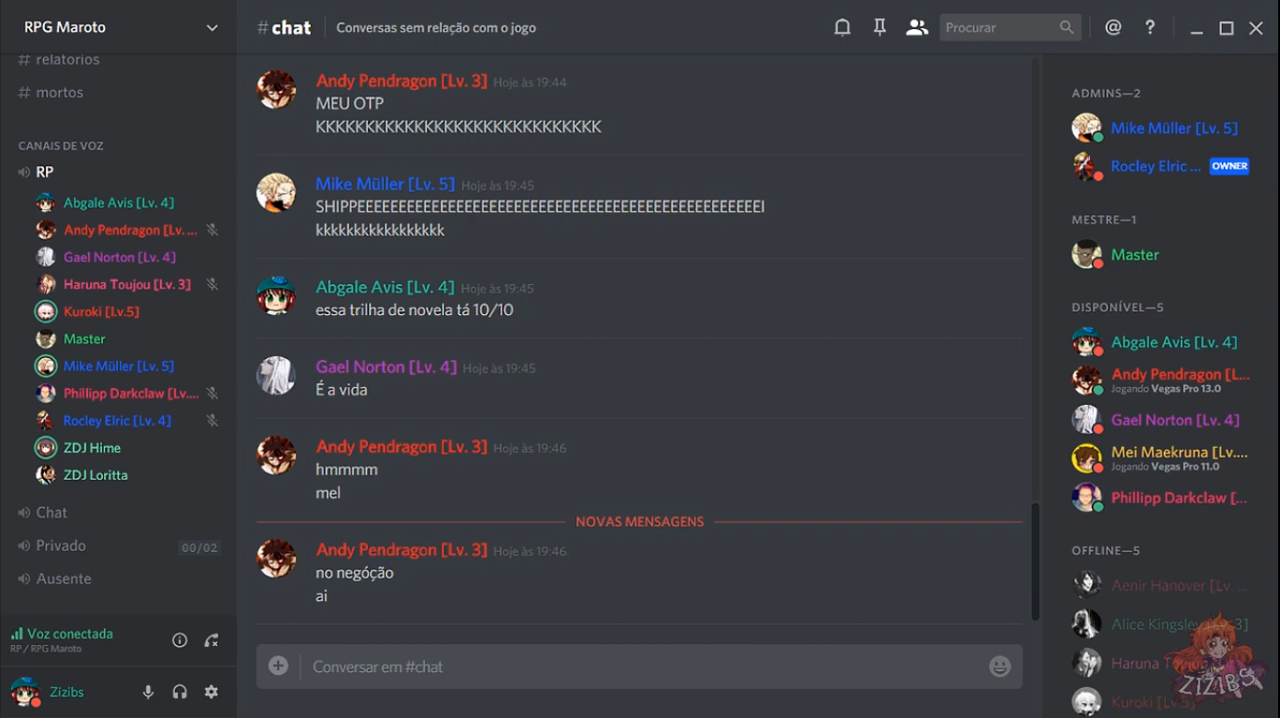 RPG Maroto
# relatorios
# mortos
CANAIS DE VOZ
RP
Abgale Avis [Lv. 4]
Andy Pendragon [Lv. ...
Gael Norton [Lv. 4]
Haruna Toujou [Lv. 3]
Kuroki [Lv.5]
Master
Mike Müller [Lv. 5]
Phillipp Darkclaw [Lv....
Rocley Elric [Lv. 4]
ZDJ Hime
ZDJ Loritta
Chat
Privado 00/02
Ausente
Voz conectada
RP / RPG Maroto
Zizibs
#chat Conversas sem relação com o jogo
Procurar
Andy Pendragon [Lv. 3] Hoje às 19:44
MEU OTP
KKKKKKKKKKKKKKKKKKKKKKKKKKKKK
Mike Müller [Lv. 5] Hoje às 19:45
SHIPPEEEEEEEEEEEEEEEEEEEEEEEEEEEEEEEEEEEEEEEEEEEEEEEEEEI
kkkkkkkkkkkkkkkkk
Abgale Avis [Lv. 4] Hoje às 19:45
essa trilha de novela tá 10/10
Gael Norton [Lv. 4] Hoje às 19:45
É a vida
Andy Pendragon [Lv. 3] Hoje às 19:46
hmmmm
mel
NOVAS MENSAGENS
Andy Pendragon [Lv. 3] Hoje às 19:46
no negóção
ai
Conversar em #chat
ADMINS—2
Mike Müller [Lv. 5]
Rocley Elric ... OWNER
MESTRE—1
Master
DISPONÍVEL—5
Abgale Avis [Lv. 4]
Andy Pendragon [L...
Jogando Vegas Pro 13.0
Gael Norton [Lv. 4]
Mei Maekruna [Lv....
Jogando Vegas Pro 11.0
Phillipp Darkclaw [...
OFFLINE—5
Aenir Hanover [Lv. ...
Alice Kingsley [Lv. 3]
Haruna
Kuroki [Lv.5]
ZIZIBS